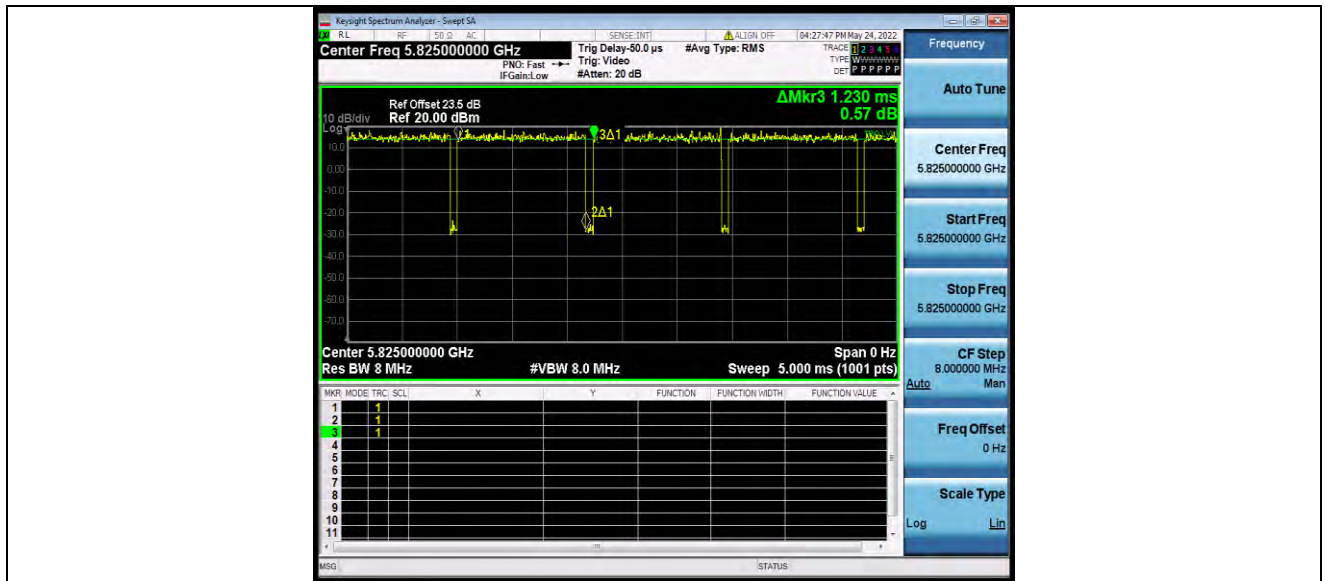 Keysight Spectrum Analyzer - Swept SA
RL RF 50 Ω AC SENSE:INT ALIGN OFF 04:27:47 PM May 24, 2022
Center Freq 5.825000000 GHz
PNO: Fast
IFGain:Low
Trig Delay-50.0 µs
Trig: Video
#Atten: 20 dB
#Avg Type: RMS
TRACE 1 2 3 4 5 6
TYPE W
DET P P P P P P
ΔMkr3 1.230 ms
0.57 dB
Ref Offset 23.5 dB
10 dB/div Ref 20.00 dBm
Log
10.0
0.00
-10.0
-20.0
-30.0
-40.0
-50.0
-60.0
-70.0
3Δ1
2Δ1
Center 5.825000000 GHz Span 0 Hz
Res BW 8 MHz #VBW 8.0 MHz Sweep 5.000 ms (1001 pts)
MKR MODE TRC SCL X Y FUNCTION FUNCTION WIDTH FUNCTION VALUE
1 1
2 1
3 1
4
5
6
7
8
9
10
11
MSG STATUS
Frequency
Auto Tune
Center Freq
5.825000000 GHz
Start Freq
5.825000000 GHz
Stop Freq
5.825000000 GHz
CF Step
8.000000 MHz
Auto Man
Freq Offset
0 Hz
Scale Type
Log Lin